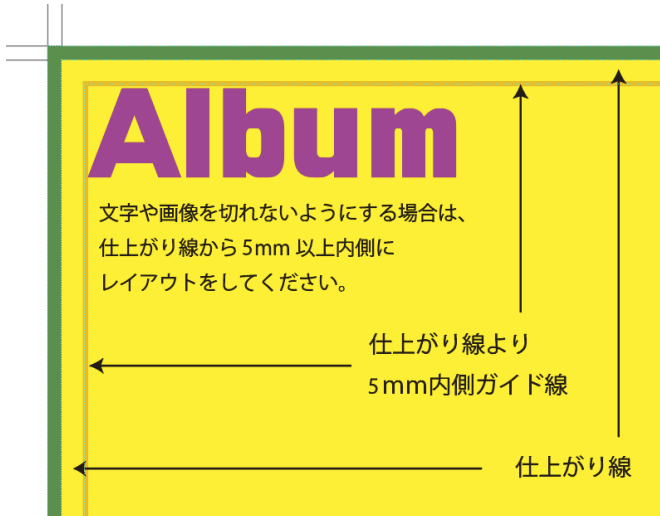 Album
文字や画像を切れないようにする場合は、
仕上がり線から5mm 以上内側に
レイアウトをしてください。
仕上がり線より
5mm内側ガイド線
仕上がり線